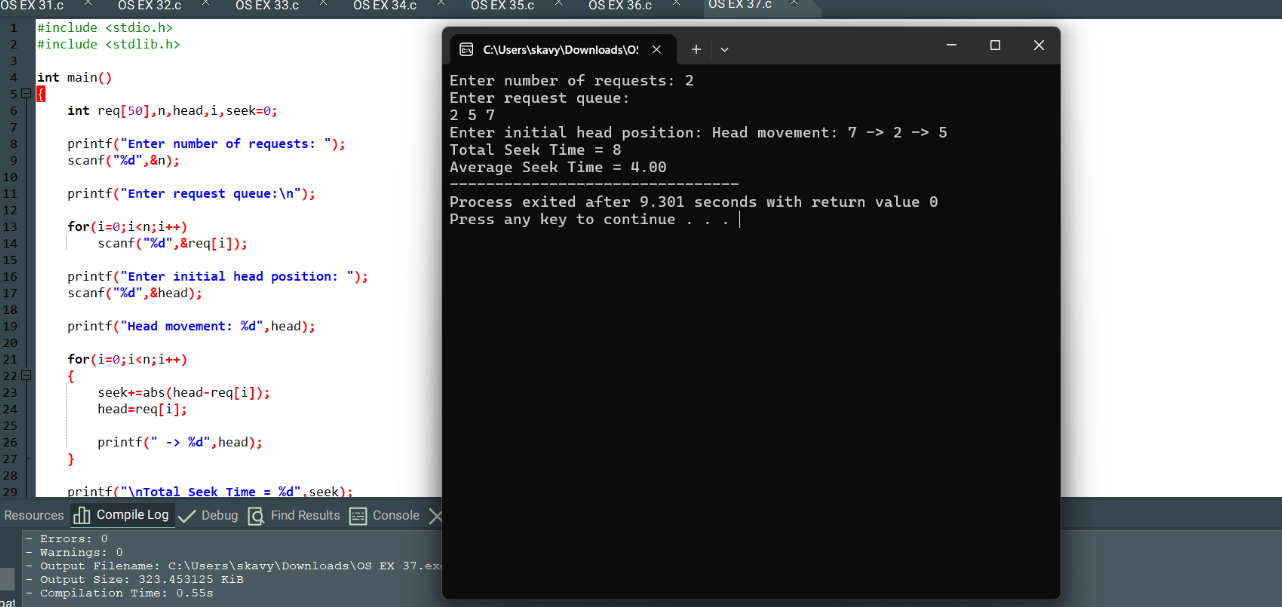 OS EX 31.c OS EX 32.c OS EX 33.c OS EX 34.c OS EX 35.c OS EX 36.c OS EX 37.c
1 #include <stdio.h>
2 #include <stdlib.h>
3
4 int main()
5 {
6 int req[50],n,head,i,seek=0;
7
8 printf("Enter number of requests: ");
9 scanf("%d",&n);
10
11 printf("Enter request queue:\n");
12
13 for(i=0;i<n;i++)
14 scanf("%d",&req[i]);
15
16 printf("Enter initial head position: ");
17 scanf("%d",&head);
18
19 printf("Head movement: %d",head);
20
21 for(i=0;i<n;i++)
22 {
23 seek+=abs(head-req[i]);
24 head=req[i];
25
26 printf(" -> %d",head);
27 }
28
29 printf("\nTotal Seek Time = %d",seek);
C:\Users\skavy\Downloads\O
Enter number of requests: 2
Enter request queue:
2 5 7
Enter initial head position: Head movement: 7 -> 2 -> 5
Total Seek Time = 8
Average Seek Time = 4.00
--------------------------------
Process exited after 9.301 seconds with return value 0
Press any key to continue . . .
Resources Compile Log Debug Find Results Console
- Errors: 0
- Warnings: 0
- Output Filename: C:\Users\skavy\Downloads\OS EX 37.ex
- Output Size: 323.453125 KiB
- Compilation Time: 0.55s